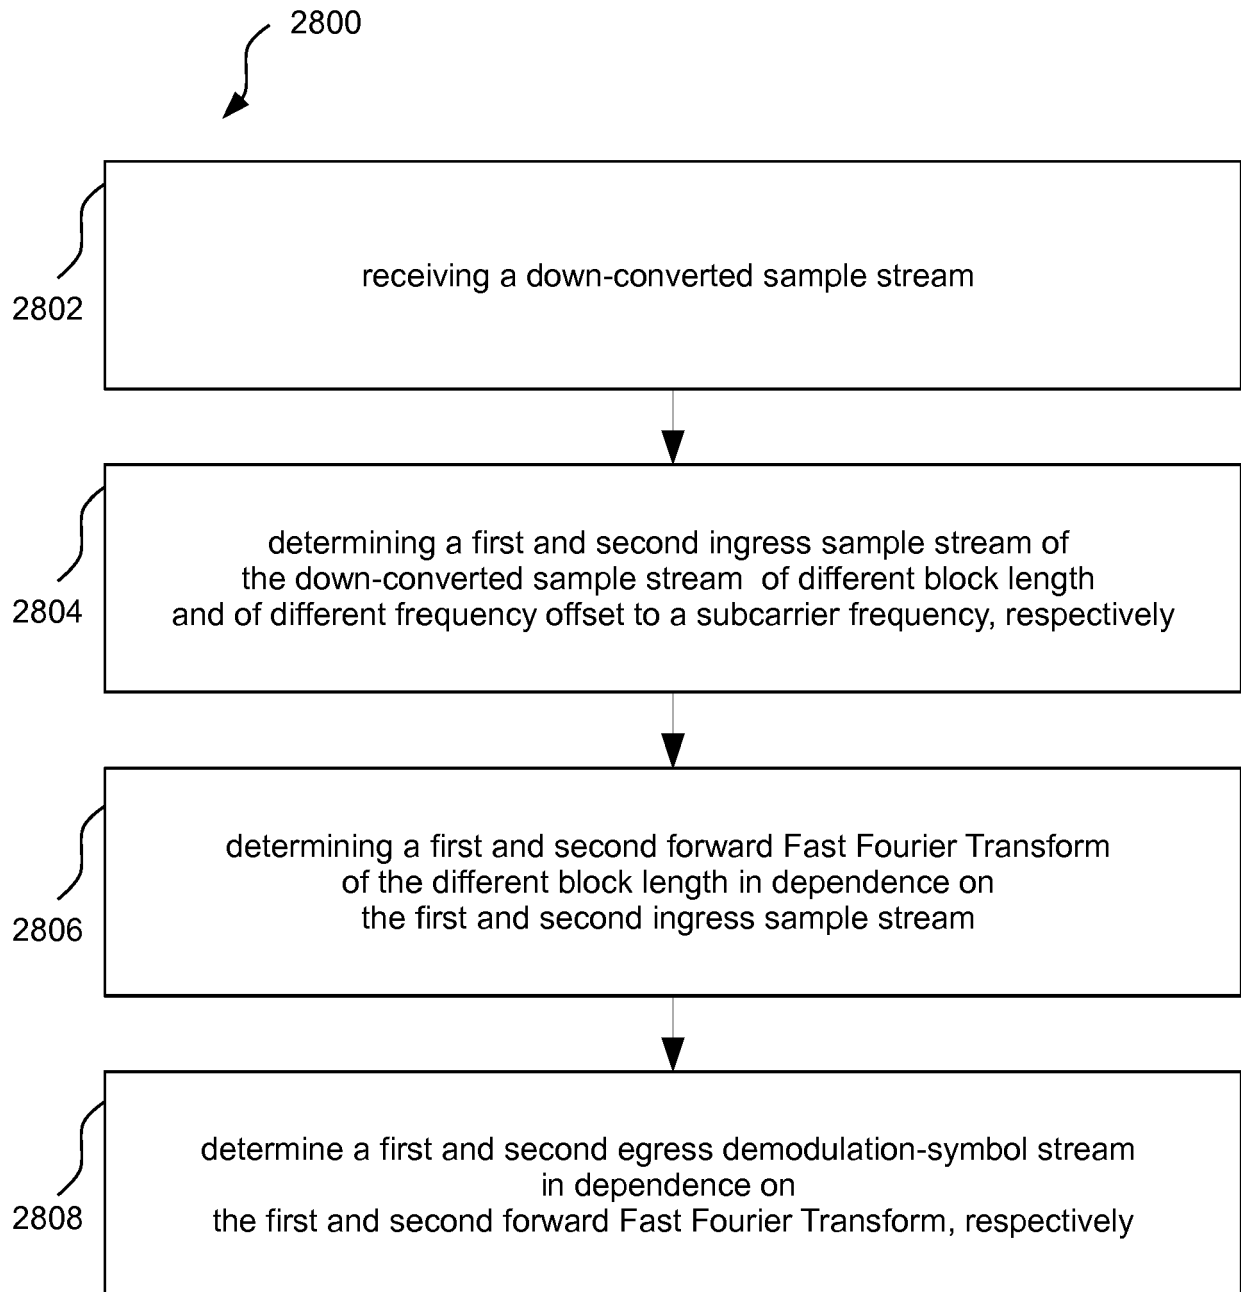 2800
receiving a down-converted sample stream
2802
determining a first and second ingress sample stream of
the down-converted sample stream  of different block length
and of different frequency offset to a subcarrier frequency, respectively
2804
determining a first and second forward Fast Fourier Transform
of the different block length in dependence on
the first and second ingress sample stream
2806
determine a first and second egress demodulation-symbol stream
in dependence on
the first and second forward Fast Fourier Transform, respectively
2808